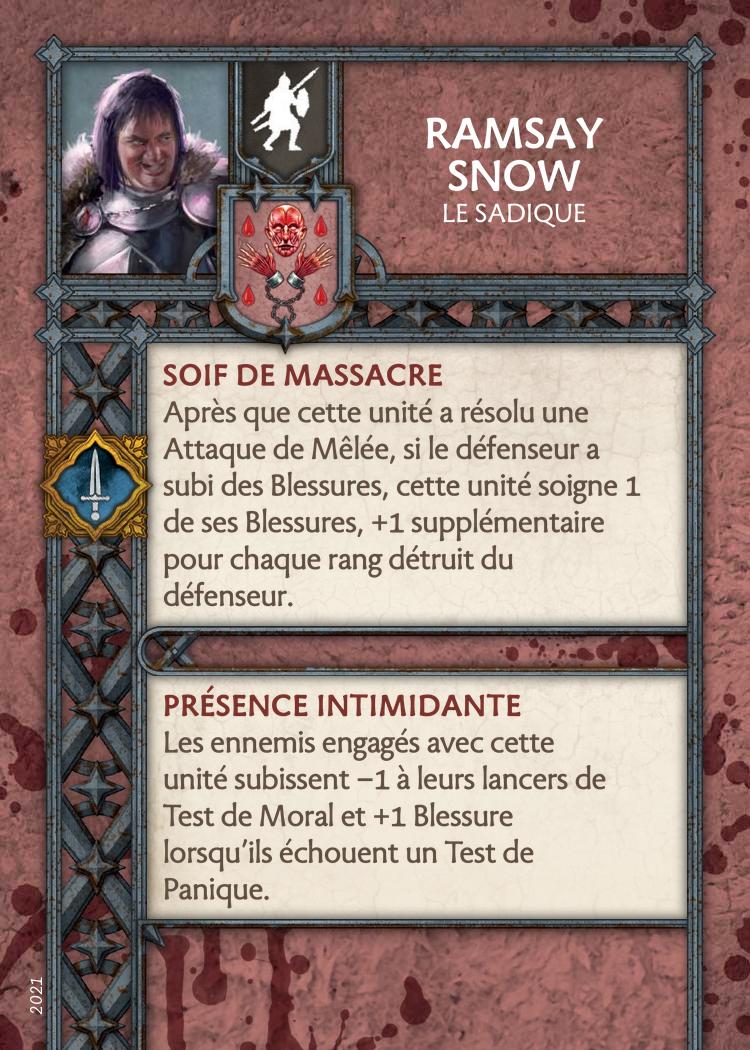 RAMSAY
SNOW
LE SADIQUE
SOIF DE MASSACRE
Après que cette unité a résolu une
Attaque de Mêlée, si le défenseur a
subi des Blessures, cette unité soigne 1
de ses Blessures, +1 supplémentaire
pour chaque rang détruit du
défenseur.
PRÉSENCE INTIMIDANTE
Les ennemis engagés avec cette
unité subissent –1 à leurs lancers de
Test de Moral et +1 Blessure
lorsqu'ils échouent un Test de
Panique.
2021